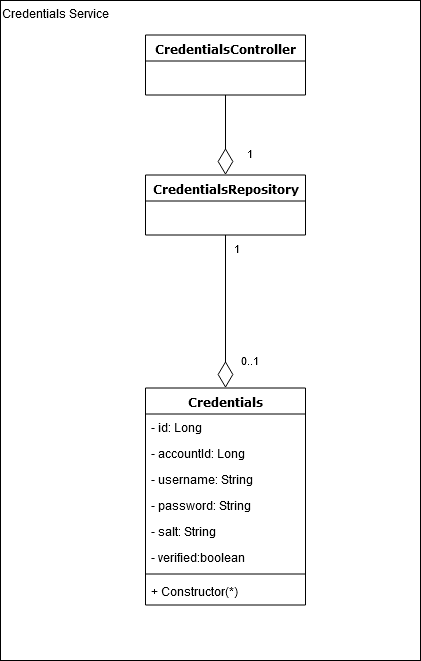 Credentials Service
CredentialsController
1
CredentialsRepository
1
0..1
Credentials
- id: Long
- accountId: Long
- username: String
- password: String
- salt: String
- verified:boolean
+ Constructor(*)